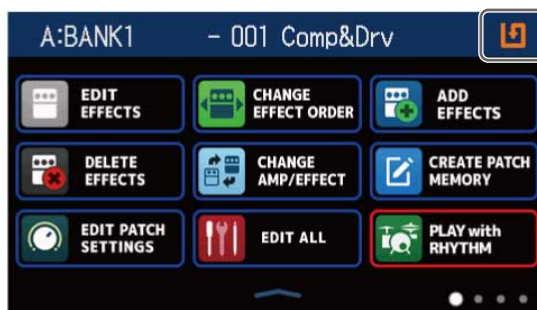 A:BANK1 - 001 Comp&Drv
EDIT
EFFECTS
CHANGE
EFFECT ORDER
ADD
EFFECTS
DELETE
EFFECTS
CHANGE
AMP/EFFECT
CREATE PATCH
MEMORY
EDIT PATCH
SETTINGS
EDIT ALL
PLAY with
RHYTHM